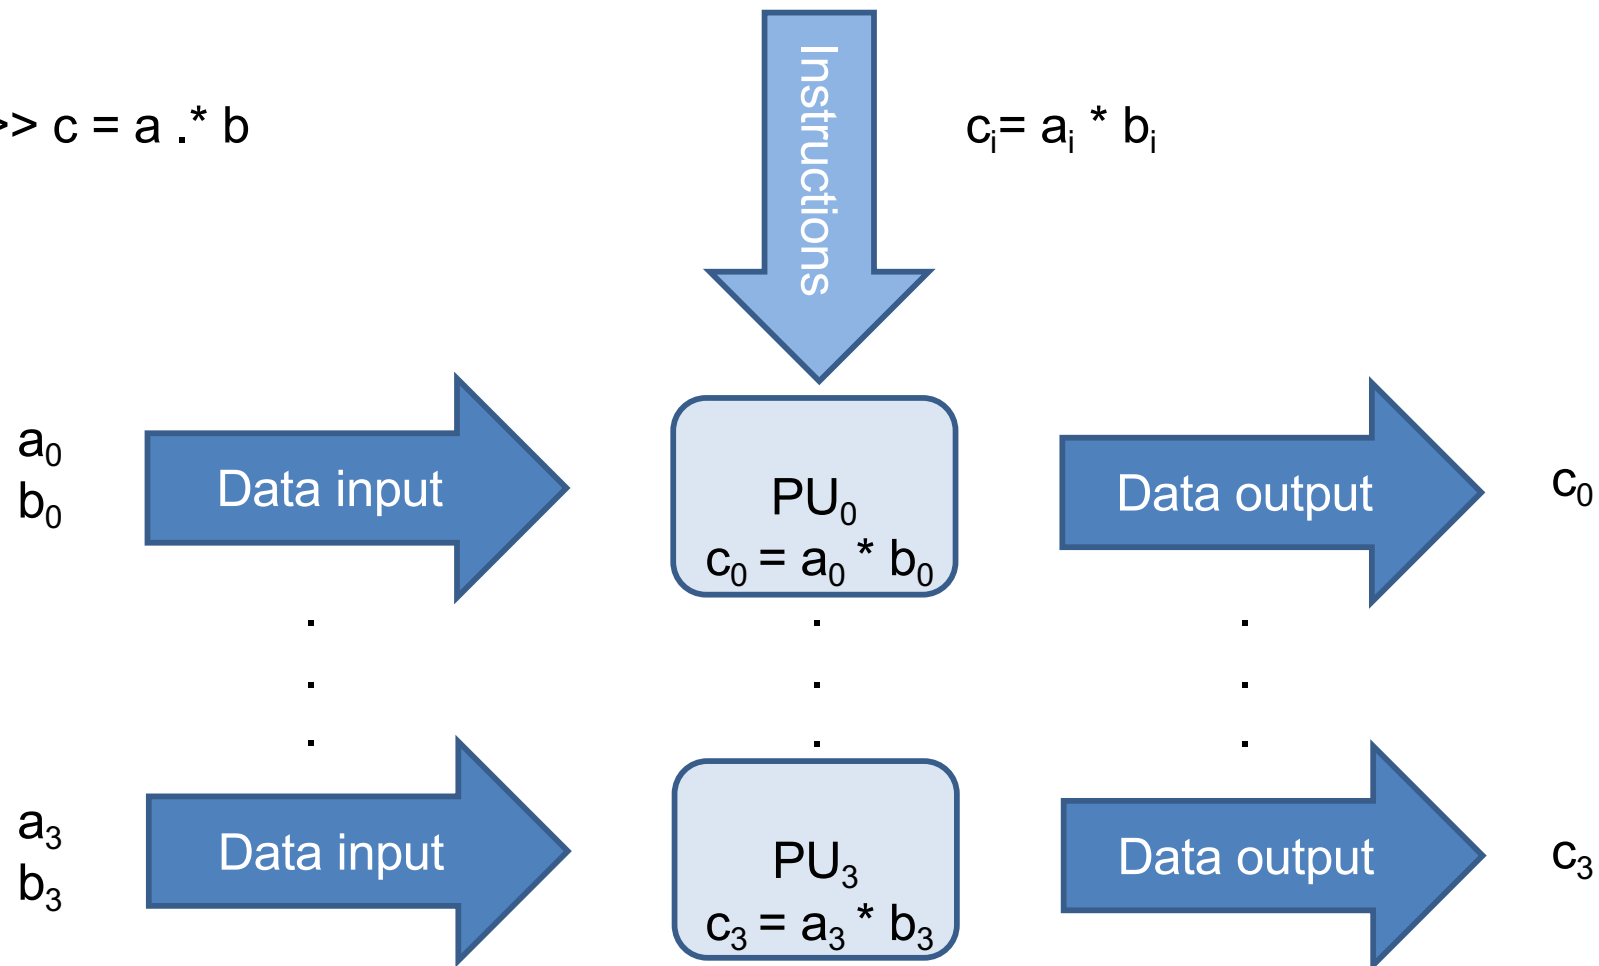 >> c = a .* b
Instructions
cᵢ= aᵢ * bᵢ
a₀
b₀
Data input
PU₀
c₀ = a₀ * b₀
Data output
c₀
.
.
.
.
.
.
.
.
.
a₃
b₃
Data input
PU₃
c₃ = a₃ * b₃
Data output
c₃